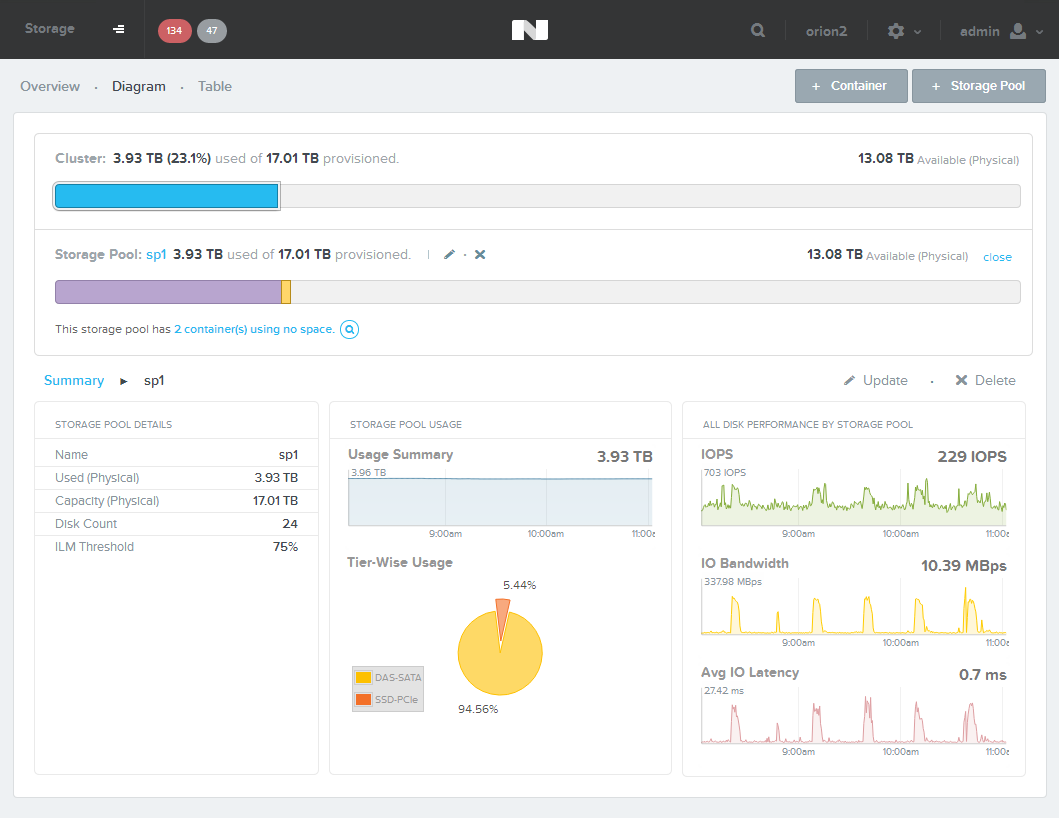 Storage 134 47 orion2 admin
Overview · Diagram · Table + Container + Storage Pool
Cluster: 3.93 TB (23.1%) used of 17.01 TB provisioned. 13.08 TB Available (Physical)
Storage Pool: sp1 3.93 TB used of 17.01 TB provisioned. | · 13.08 TB Available (Physical) close
This storage pool has 2 container(s) using no space.
Summary ▶ sp1 Update · Delete
STORAGE POOL DETAILS
Name sp1
Used (Physical) 3.93 TB
Capacity (Physical) 17.01 TB
Disk Count 24
ILM Threshold 75%
STORAGE POOL USAGE
Usage Summary 3.93 TB
3.96 TB
9:00am 10:00am 11:00a
Tier-Wise Usage
5.44%
DAS-SATA
SSD-PCIe
94.56%
ALL DISK PERFORMANCE BY STORAGE POOL
IOPS 229 IOPS
703 IOPS
9:00am 10:00am 11:00a
IO Bandwidth 10.39 MBps
337.98 MBps
9:00am 10:00am 11:00a
Avg IO Latency 0.7 ms
27.42 ms
9:00am 10:00am 11:00a